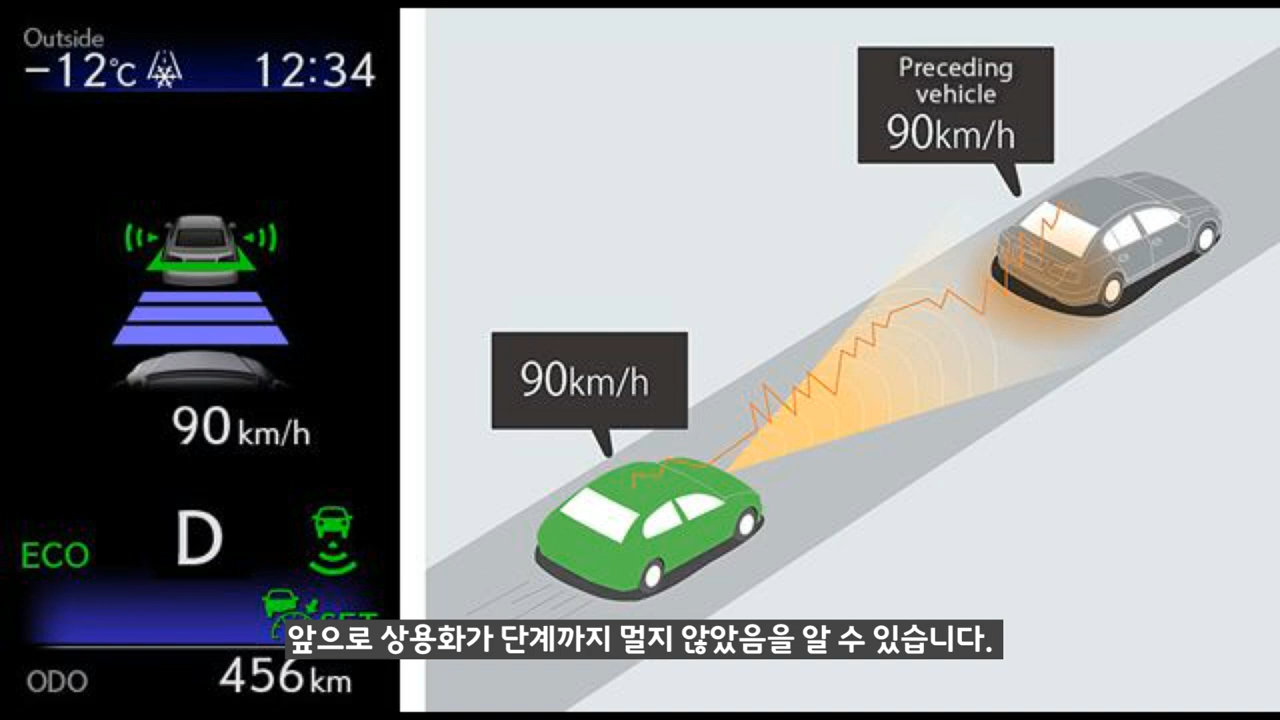 Outside
−12°C
12:34
90 km/h
ECO
D
SET
ODO
456 km
Preceding
vehicle
90km/h
90km/h
앞으로 상용화가 단계까지 멀지 않았음을 알 수 있습니다.